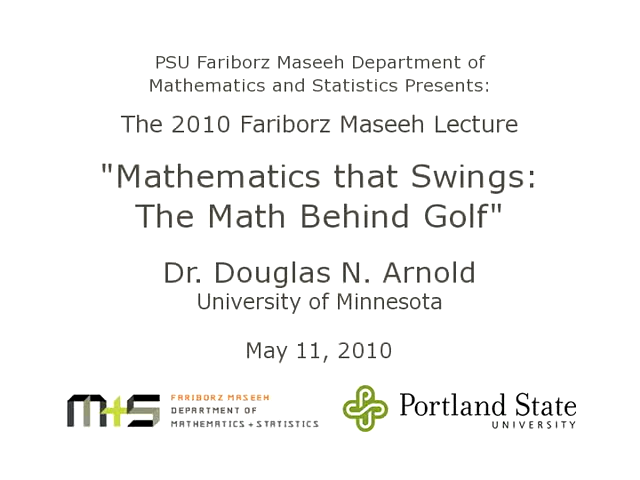 PSU Fariborz Maseeh Department of
Mathematics and Statistics Presents:
The 2010 Fariborz Maseeh Lecture
"Mathematics that Swings:
The Math Behind Golf"
Dr. Douglas N. Arnold
University of Minnesota
May 11, 2010
m+s
FARIBORZ MASEEH
DEPARTMENT OF
MATHEMATICS + STATISTICS
Portland State
UNIVERSITY